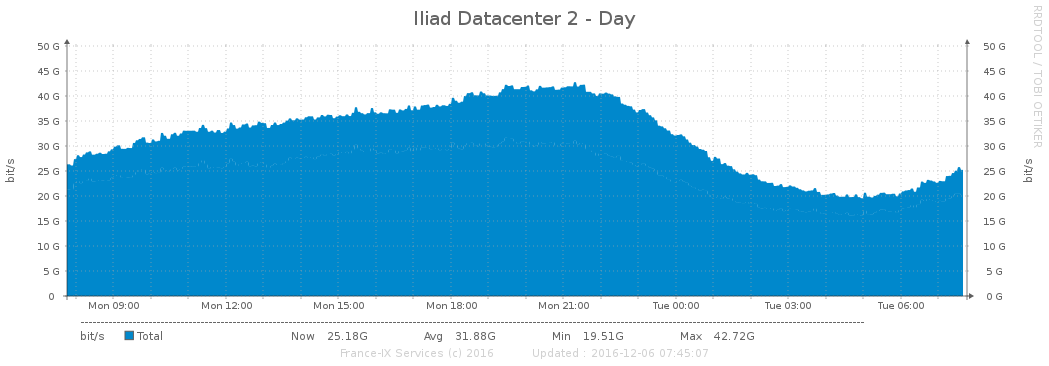 Iliad Datacenter 2 - Day
RRDTOOL / TOBI OETIKER
bit/s
50 G 50 G
45 G 45 G
40 G 40 G
35 G 35 G
30 G 30 G
25 G 25 G
20 G 20 G
15 G 15 G
10 G 10 G
5 G 5 G
0 0 G
bit/s
Mon 09:00 Mon 12:00 Mon 15:00 Mon 18:00 Mon 21:00 Tue 00:00 Tue 03:00 Tue 06:00
bit/s Total Now 25.18G Avg 31.88G Min 19.51G Max 42.72G
France-IX Services (c) 2016 Updated : 2016-12-06 07:45:07